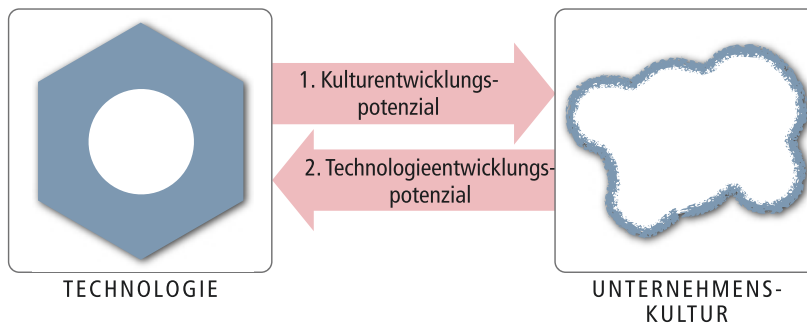 1. Kulturentwicklungs-
potenzial
2. Technologieentwicklungs-
potenzial
TECHNOLOGIE
UNTERNEHMENS-
KULTUR